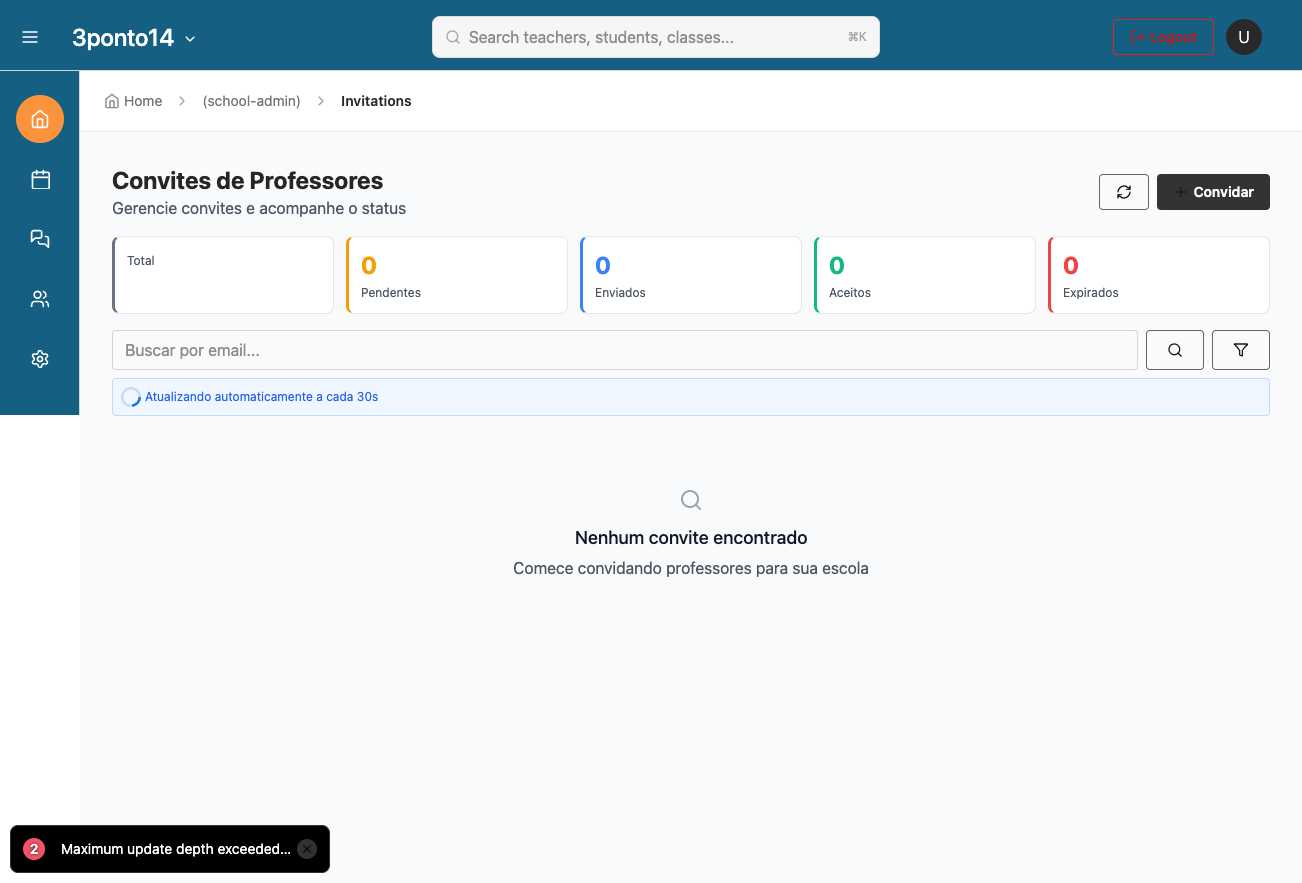 3ponto14
Search teachers, students, classes...
⌘K
Logout
U
Home
(school-admin)
Invitations
Convites de Professores
Gerencie convites e acompanhe o status
Convidar
Total
0
Pendentes
0
Enviados
0
Aceitos
0
Expirados
Buscar por email...
Atualizando automaticamente a cada 30s
Nenhum convite encontrado
Comece convidando professores para sua escola
2
Maximum update depth exceeded...